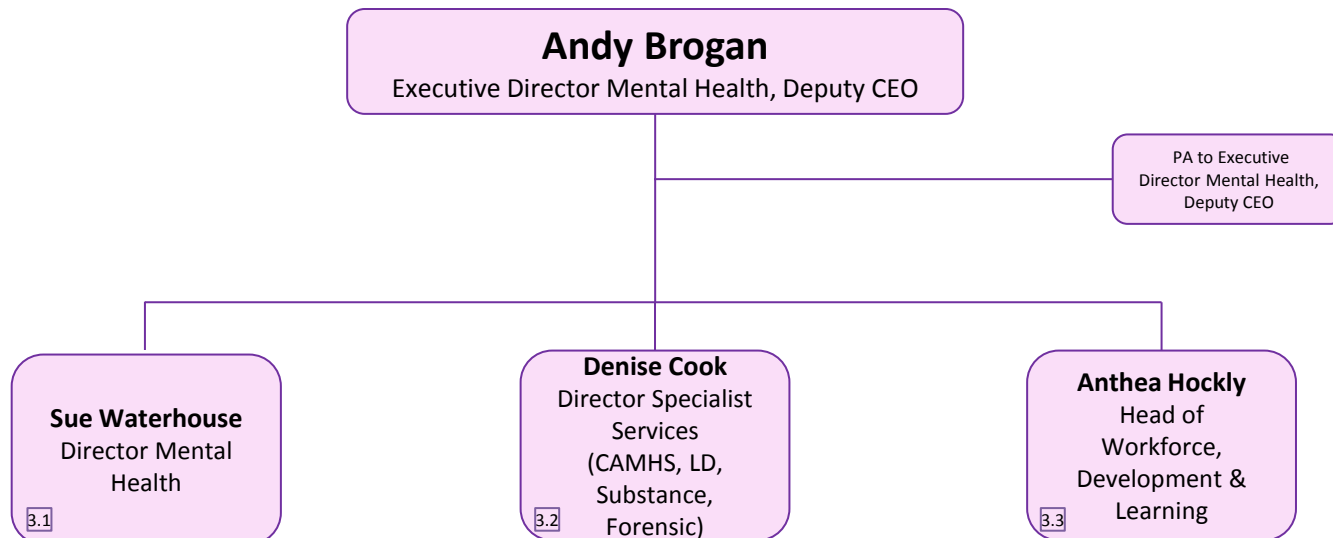 Andy Brogan
Executive Director Mental Health, Deputy CEO
PA to Executive
Director Mental Health,
Deputy CEO
Sue Waterhouse
Director Mental
Health
3.1
Denise Cook
Director Specialist
Services
(CAMHS, LD,
Substance,
Forensic)
3.2
Anthea Hockly
Head of
Workforce,
Development &
Learning
3.3